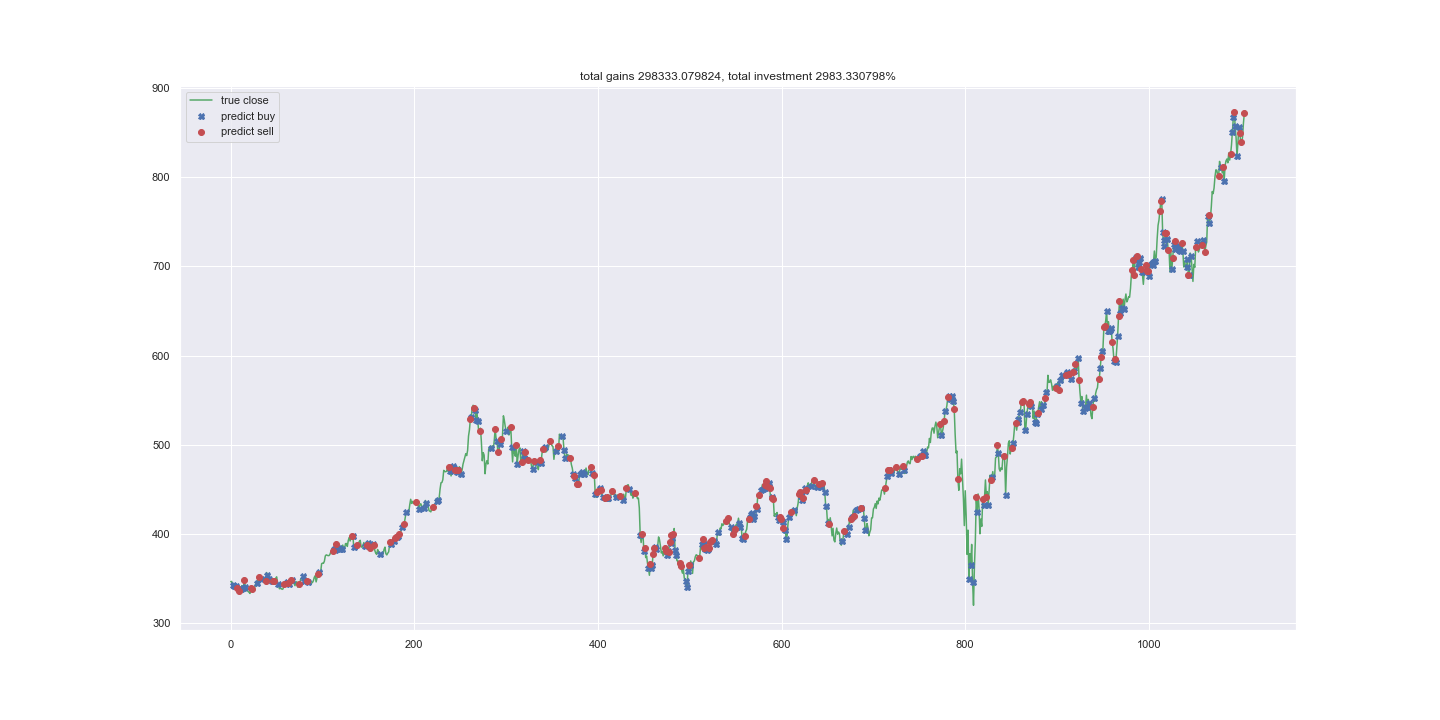 total gains 298333.079824, total investment 2983.330798%
true close
predict buy
predict sell
900
800
700
600
500
400
300
0 200 400 600 800 1000